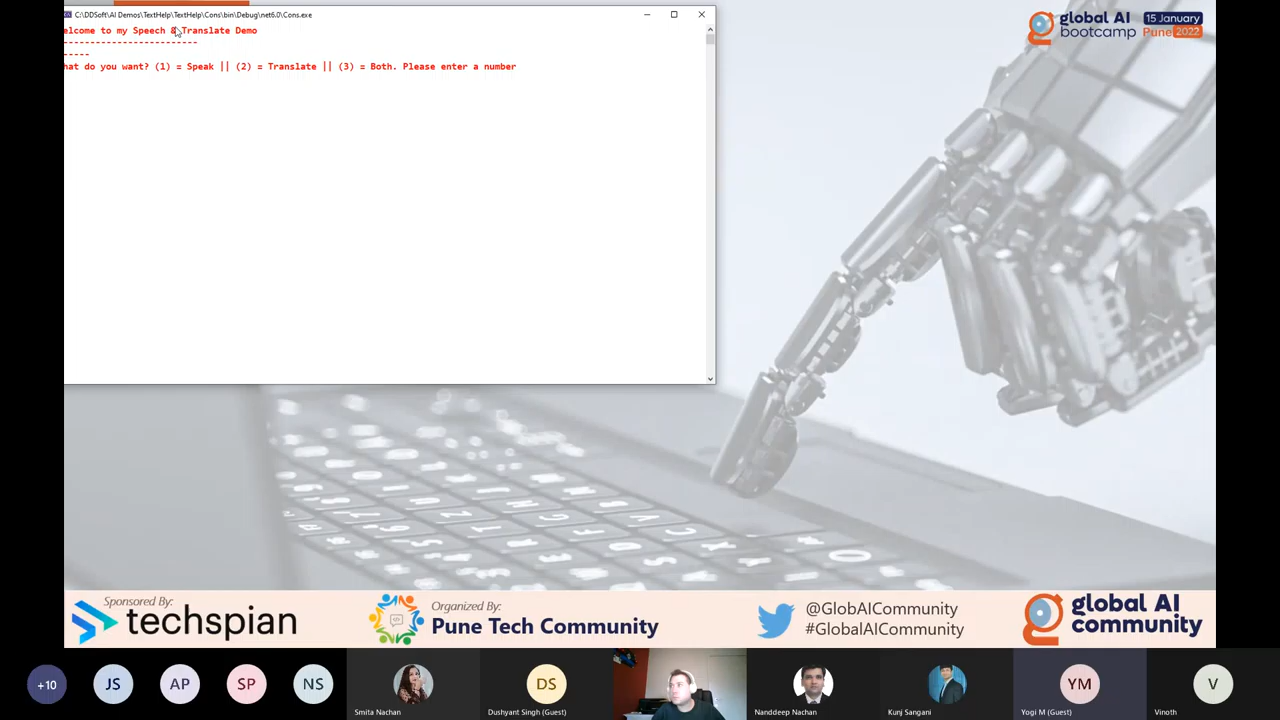 C:\DDSoft\AI Demos\TextHelp\TextHelp\Cons\bin\Debug\net6.0\Cons.exe
elcome to my Speech & Translate Demo
-------------------------
-----
hat do you want? (1) = Speak || (2) = Translate || (3) = Both. Please enter a number
global AI
bootcamp
15 January
Pune 2022
Sponsored By:
techspian
Organized By:
Pune Tech Community
@GlobAICommunity
#GlobalAICommunity
global AI
community
+10
JS
AP
SP
NS
Smita Nachan
DS
Dushyant Singh (Guest)
Nanddeep Nachan
Kunj Sangani
YM
Yogi M (Guest)
V
Vinoth